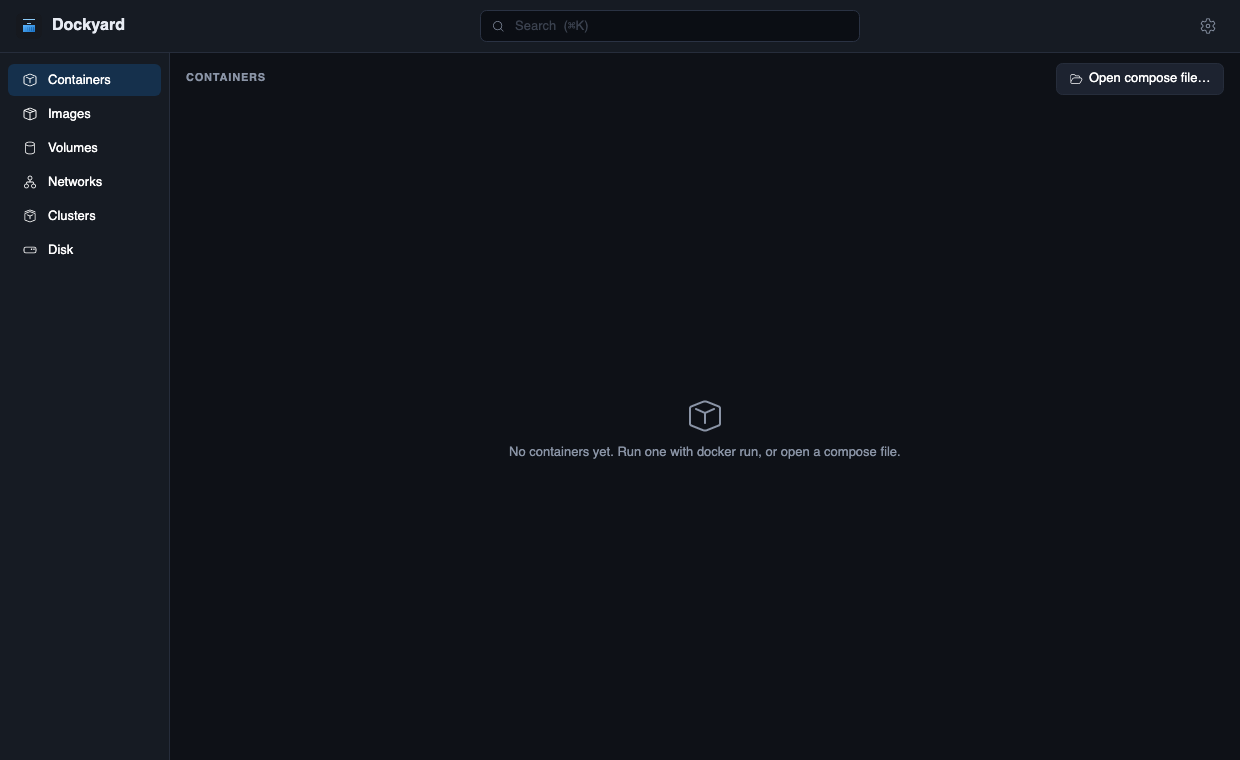 Dockyard
Search (⌘K)
Containers
Images
Volumes
Networks
Clusters
Disk
CONTAINERS
Open compose file…
No containers yet. Run one with docker run, or open a compose file.